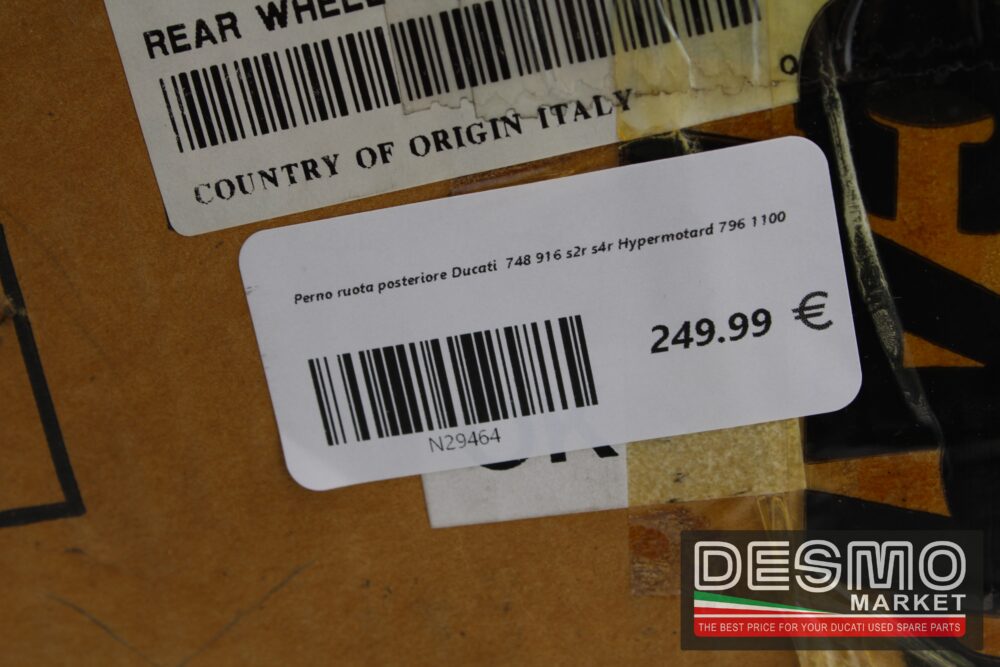 REAR WHEEL
Q
COUNTRY OF ORIGIN ITALY
Perno ruota posteriore Ducati 748 916 s2r s4r Hypermotard 796 1100
249.99 €
N29464
DESMO
MARKET
THE BEST PRICE FOR YOUR DUCATI USED SPARE PARTS